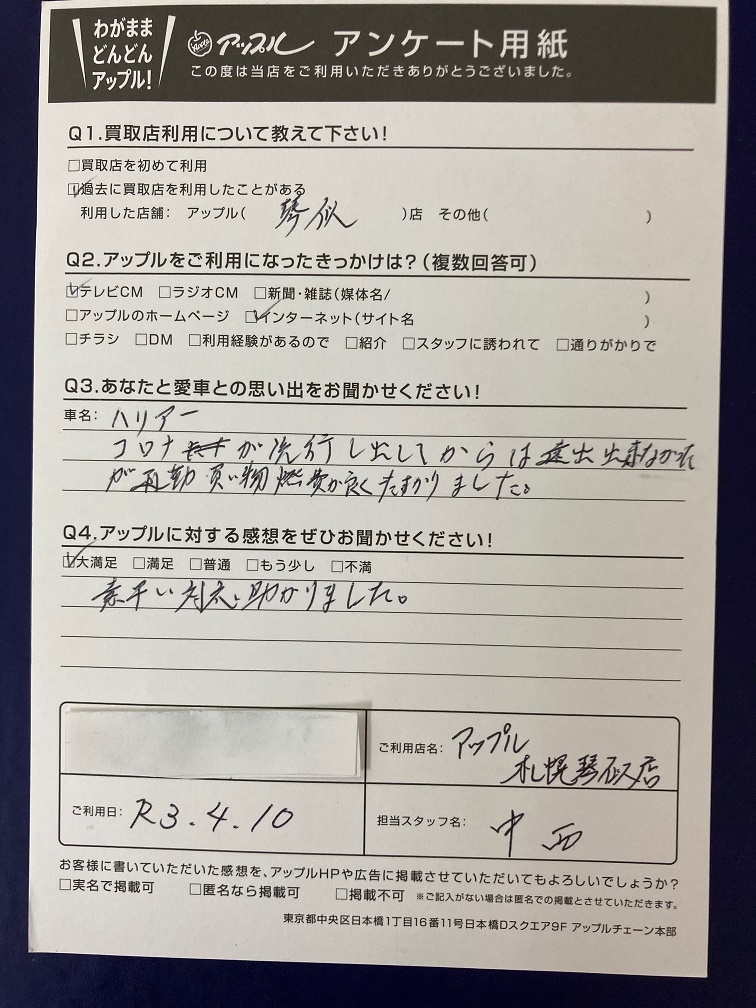 わがまま
どんどん
アップル!
Apple アップル アンケート用紙
この度は当店をご利用いただきありがとうございました。
Q1.買取店利用について教えて下さい!
□買取店を初めて利用
☑過去に買取店を利用したことがある
利用した店舗: アップル( 琴似 )店 その他( )
Q2.アップルをご利用になったきっかけは?(複数回答可)
☑テレビCM □ラジオCM □新聞・雑誌(媒体名/ )
□アップルのホームページ ☑インターネット(サイト名 )
□チラシ □DM □利用経験があるので □紹介 □スタッフに誘われて □通りがかりで
Q3.あなたと愛車との思い出をお聞かせください!
車名: ハリアー
コロナが流行し出してからは遠出出来なかった
が通勤買い物燃費が良くたすかりました。
Q4.アップルに対する感想をぜひお聞かせください!
☑大満足 □満足 □普通 □もう少し □不満
素早い対応助かりました。
ご利用店名: アップル
札幌琴似店
ご利用日: R3.4.10
担当スタッフ名: 中西
お客様に書いていただいた感想を、アップルHPや広告に掲載させていただいてもよろしいでしょうか?
□実名で掲載可 □匿名なら掲載可 □掲載不可 ※ご記入がない場合は匿名での掲載とさせていただきます。
東京都中央区日本橋1丁目16番11号日本橋Dスクエア9F アップルチェーン本部